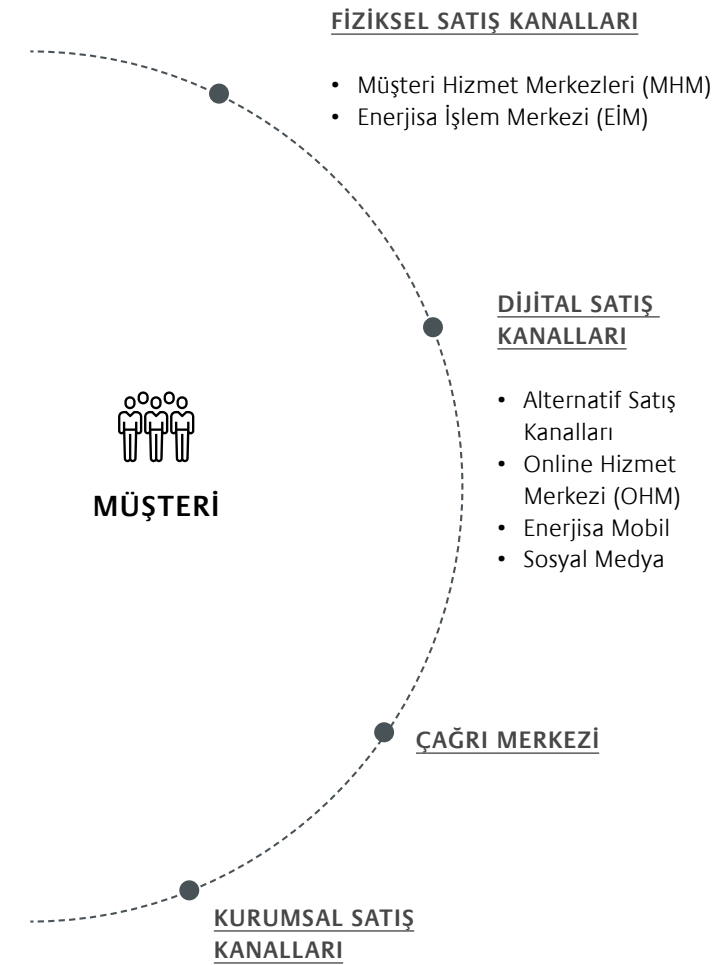 FİZİKSEL SATIŞ KANALLARI
• Müşteri Hizmet Merkezleri (MHM)
• Enerjisa İşlem Merkezi (EİM)
DİJİTAL SATIŞ
KANALLARI
• Alternatif Satış
Kanalları
• Online Hizmet
Merkezi (OHM)
• Enerjisa Mobil
• Sosyal Medya
MÜŞTERİ
ÇAĞRI MERKEZİ
KURUMSAL SATIŞ
KANALLARI